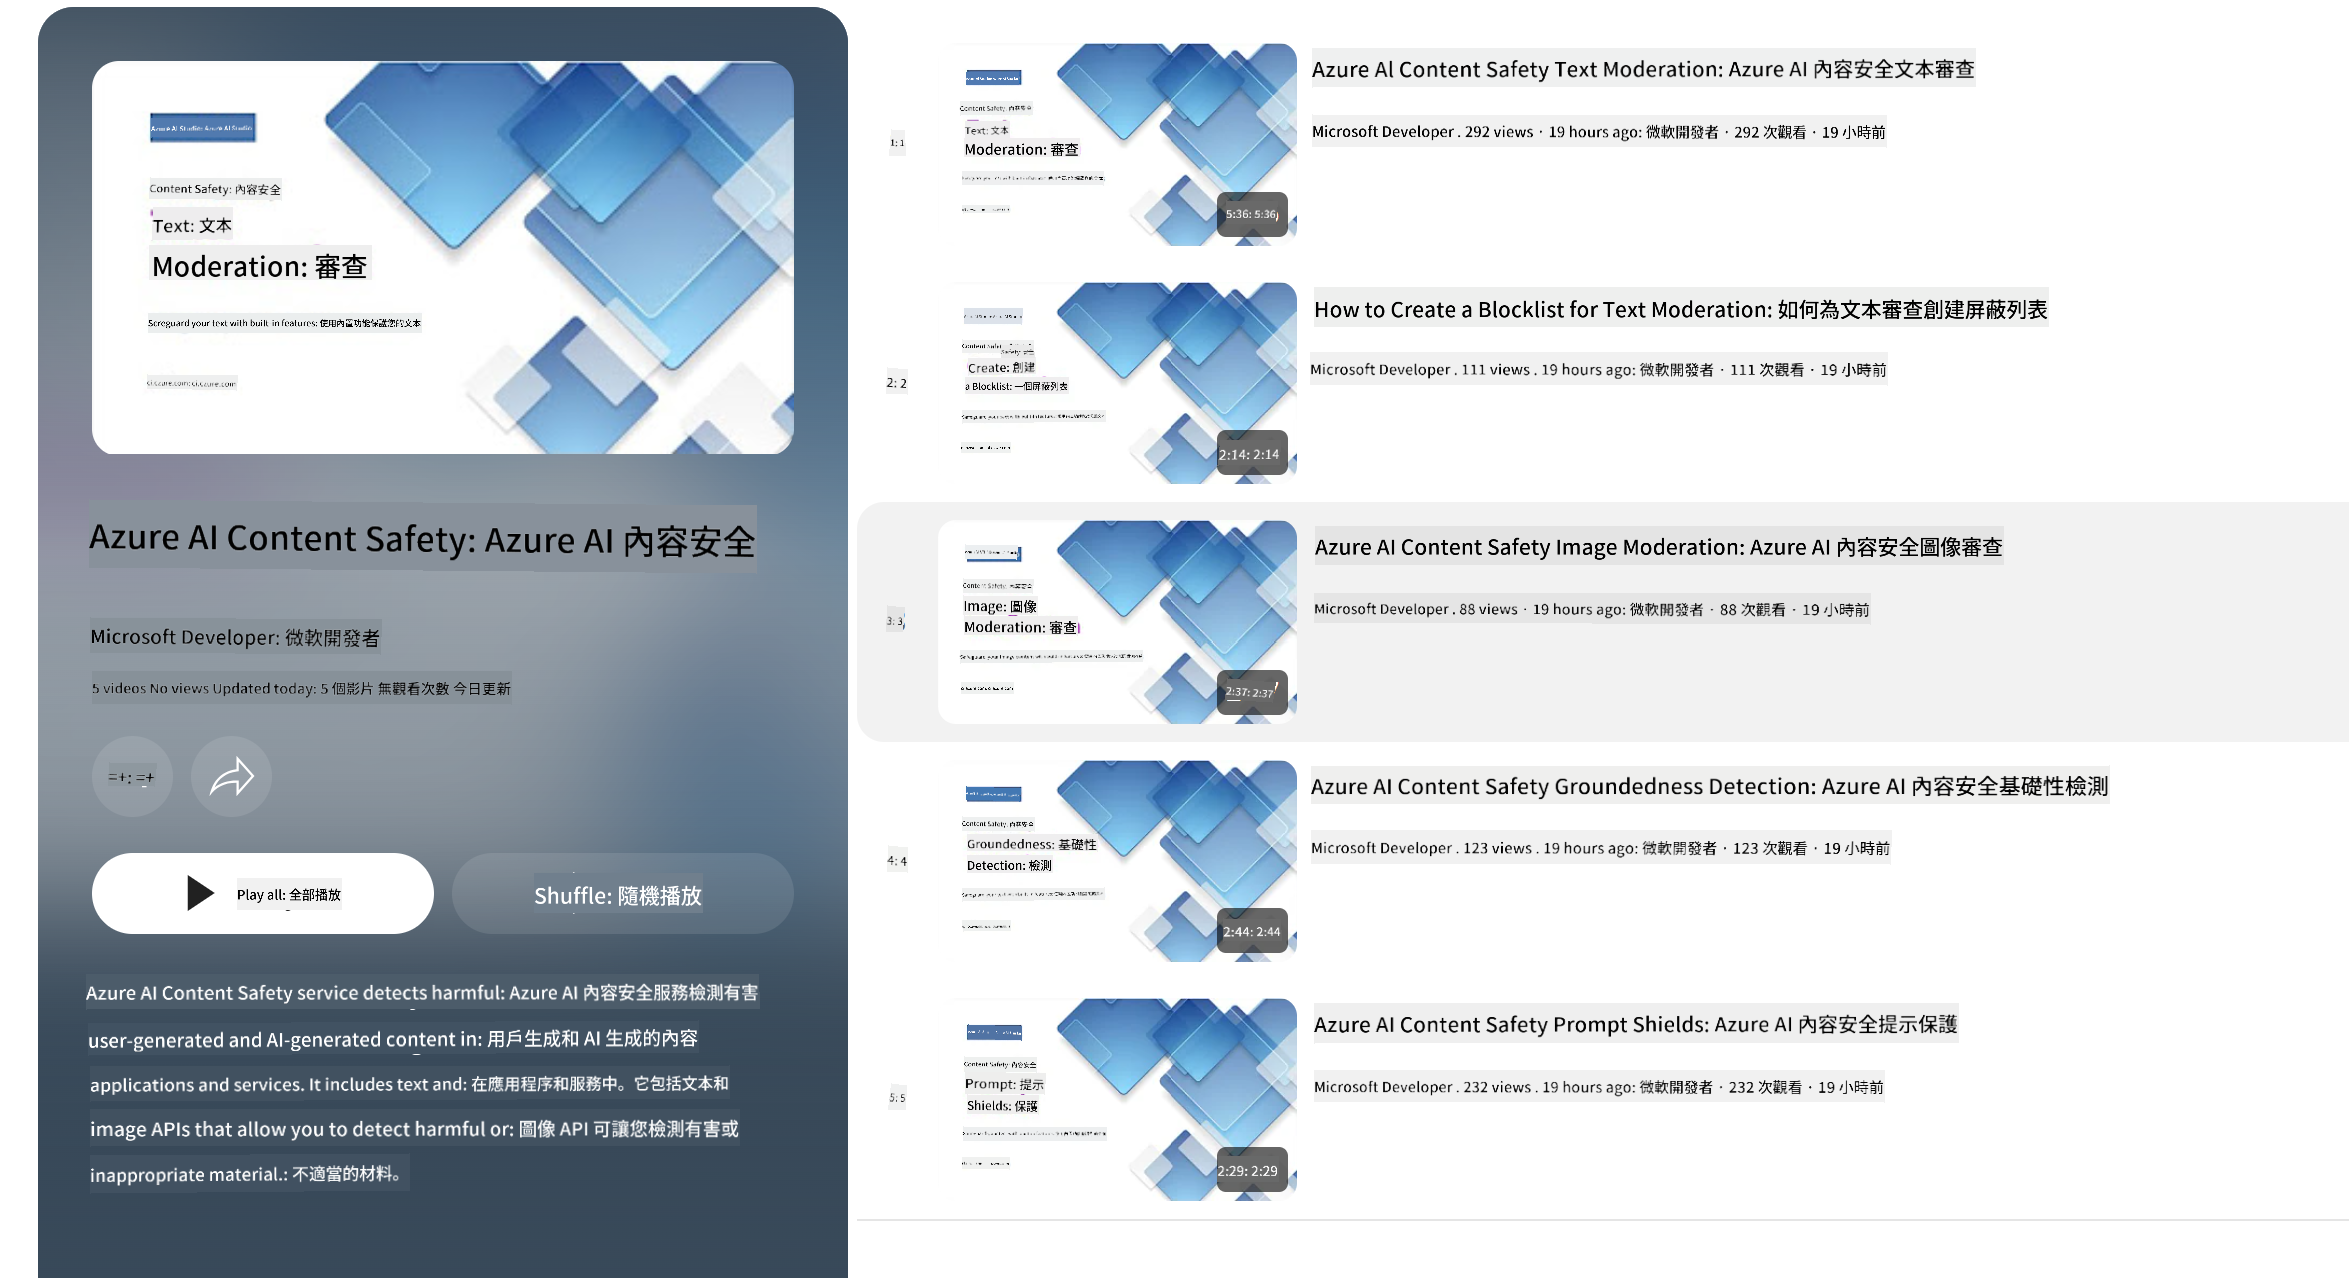 Azure AI Studio: Azure AI Studio
Content Safety: 內容安全
Text: 文本
Moderation: 審查
Screguard your text with built in features: 使用內置功能保護您的文本
Azure AI Content Safety: Azure AI 內容安全
Microsoft Developer: 微軟開發者
5 videos No views Updated today: 5 個影片 無觀看次數 今日更新
=+: =+
Play all: 全部播放
Shuffle: 隨機播放
Azure AI Content Safety service detects harmful: Azure AI 內容安全服務檢測有害
user-generated and AI-generated content in: 用戶生成和 AI 生成的內容
applications and services. It includes text and: 在應用程序和服務中。它包括文本和
image APIs that allow you to detect harmful or: 圖像 API 可讓您檢測有害或
inappropriate material.: 不適當的材料。
1: 1
Content Safety: 內容安全
Text: 文本
Moderation: 審查
5:36: 5:36
Azure Al Content Safety Text Moderation: Azure AI 內容安全文本審查
Microsoft Developer . 292 views · 19 hours ago: 微軟開發者 · 292 次觀看 · 19 小時前
2: 2
Create: 創建
a Blocklist: 一個屏蔽列表
2:14: 2:14
How to Create a Blocklist for Text Moderation: 如何為文本審查創建屏蔽列表
Microsoft Developer . 111 views . 19 hours ago: 微軟開發者 · 111 次觀看 · 19 小時前
3: 3
Content Safety: 內容安全
Image: 圖像
Moderation: 審查
2:37: 2:37
Azure AI Content Safety Image Moderation: Azure AI 內容安全圖像審查
Microsoft Developer . 88 views · 19 hours ago: 微軟開發者 · 88 次觀看 · 19 小時前
4: 4
Content Safety: 內容安全
Groundedness: 基礎性
Detection: 檢測
2:44: 2:44
Azure AI Content Safety Groundedness Detection: Azure AI 內容安全基礎性檢測
Microsoft Developer . 123 views . 19 hours ago: 微軟開發者 · 123 次觀看 · 19 小時前
5: 5
Content Safety: 內容安全
Prompt: 提示
Shields: 保護
2:29: 2:29
Azure AI Content Safety Prompt Shields: Azure AI 內容安全提示保護
Microsoft Developer . 232 views . 19 hours ago: 微軟開發者 · 232 次觀看 · 19 小時前